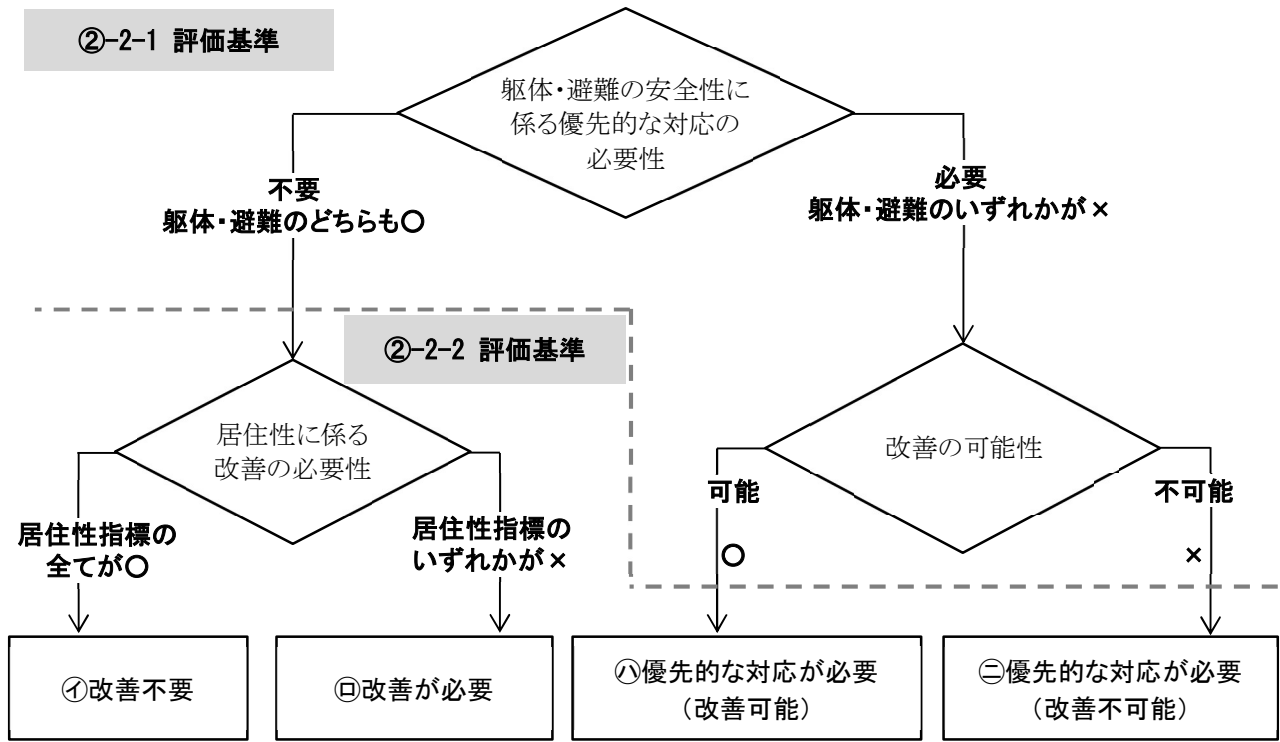 ②-2-1 評価基準
躯体・避難の安全性に
係る優先的な対応の
必要性
不要
躯体・避難のどちらも○
必要
躯体・避難のいずれかが×
②-2-2 評価基準
居住性に係る
改善の必要性
改善の可能性
居住性指標の
全てが○
居住性指標の
いずれかが×
可能
○
不可能
×
㋑改善不要
㋺改善が必要
㋩優先的な対応が必要
（改善可能）
㊁優先的な対応が必要
（改善不可能）